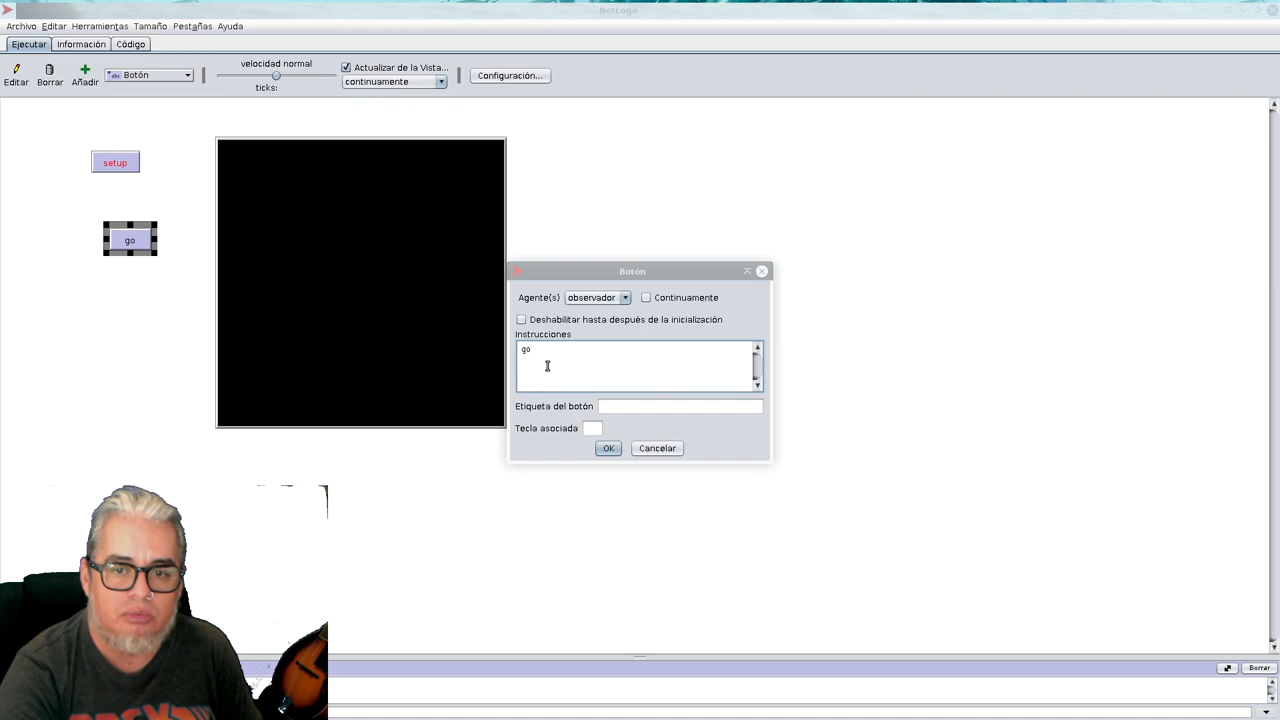 NetLogo
Archivo Editar Herramientas Tamaño Pestañas Ayuda
Ejecutar Información Código
Editar Borrar Añadir
abc Botón
velocidad normal
ticks:
Actualizar de la Vista...
continuamente
Configuración...
setup
go
Botón
Agente(s) observador Continuamente
Deshabilitar hasta después de la inicialización
Instrucciones
go
Etiqueta del botón
Tecla asociada
OK Cancelar
Borrar